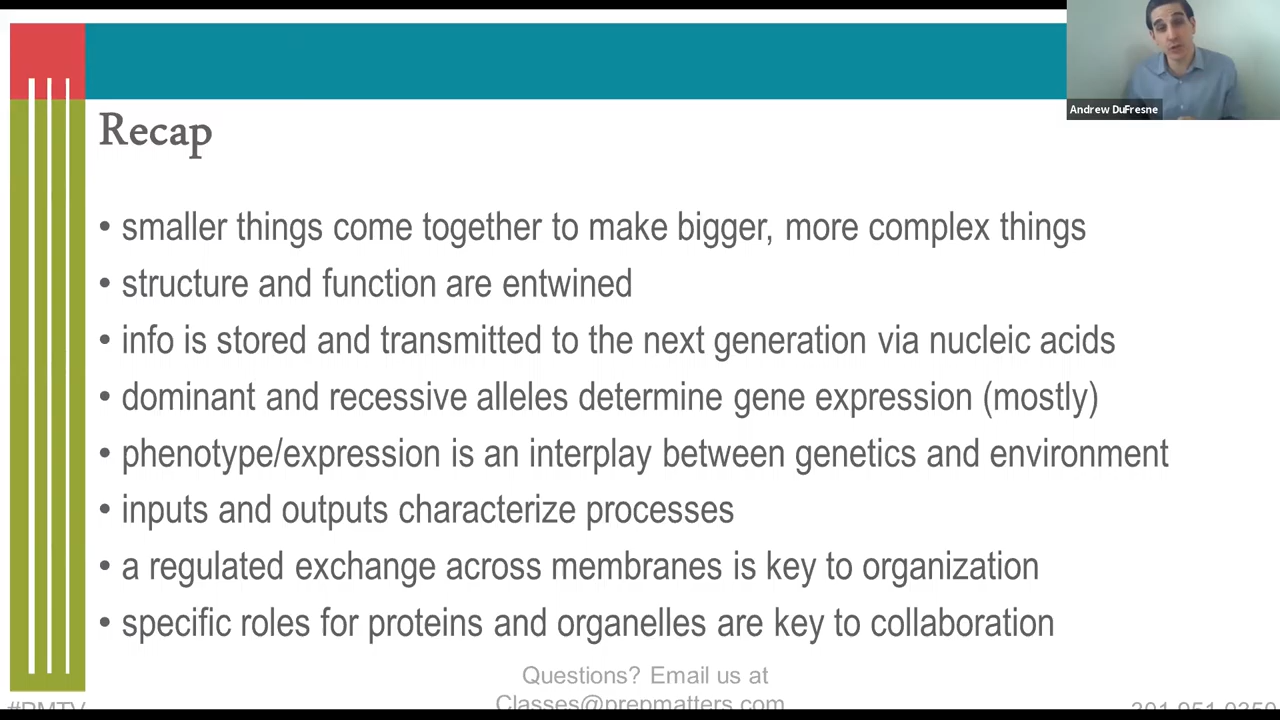 Andrew DuFresne
Recap
• smaller things come together to make bigger, more complex things
• structure and function are entwined
• info is stored and transmitted to the next generation via nucleic acids
• dominant and recessive alleles determine gene expression (mostly)
• phenotype/expression is an interplay between genetics and environment
• inputs and outputs characterize processes
• a regulated exchange across membranes is key to organization
• specific roles for proteins and organelles are key to collaboration
Questions? Email us at
Classes@prepmatters.com
#PMTV
301.951.0350